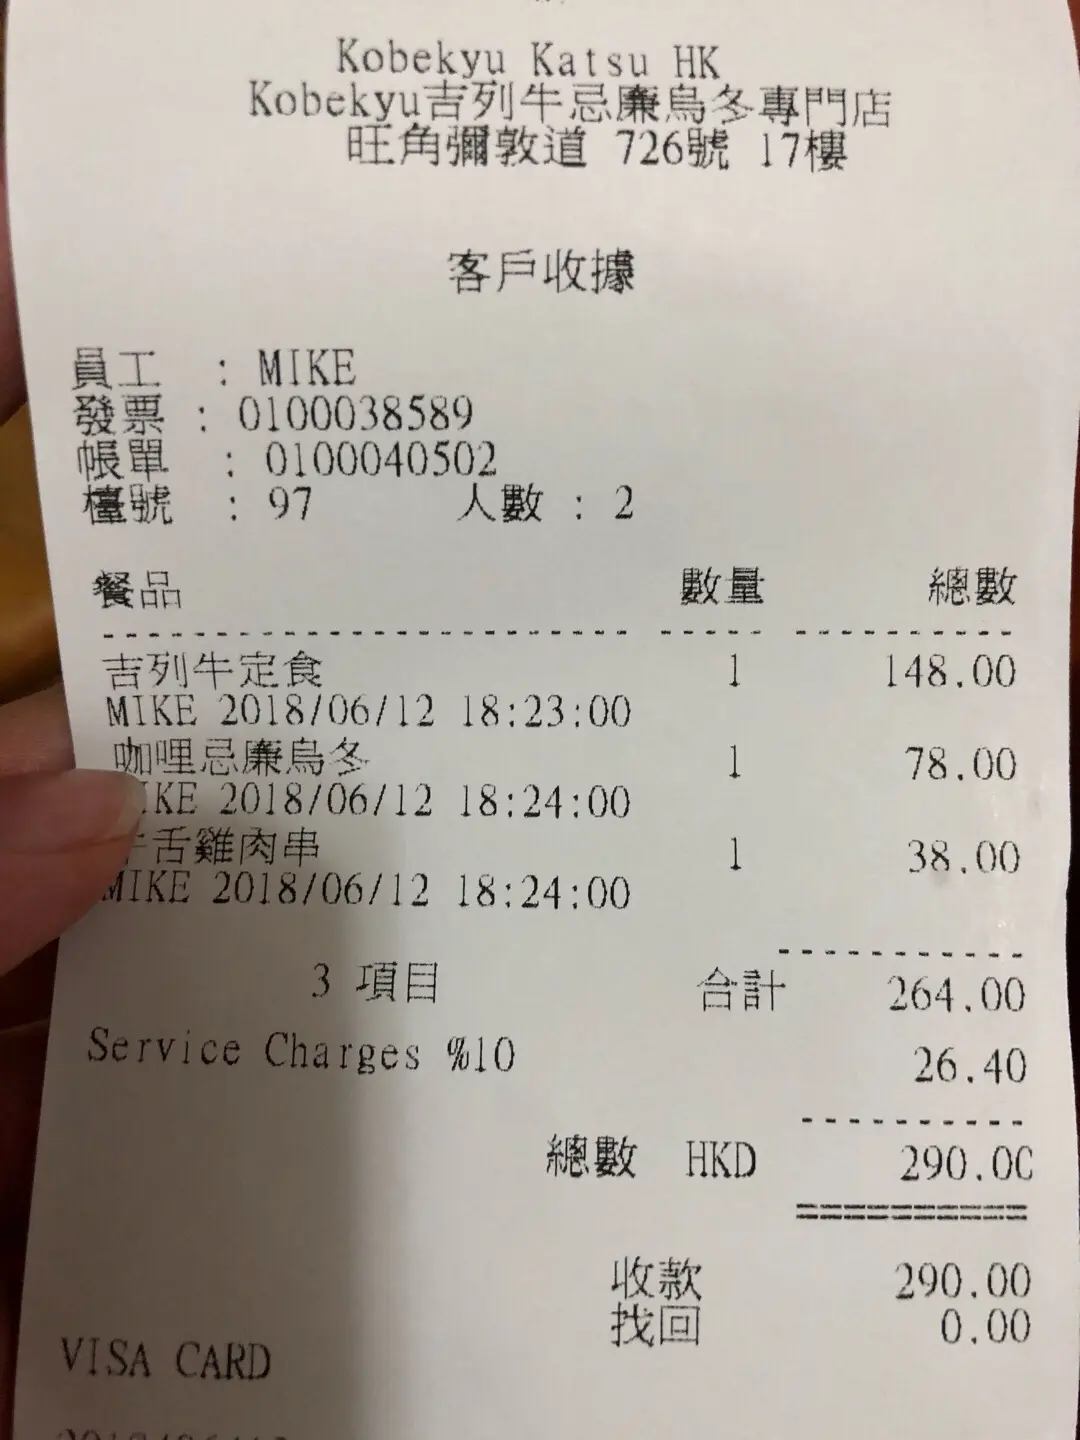 Kobekyu Katsu HK
Kobekyu吉列牛忌廉烏冬專門店
旺角彌敦道 726號 17樓
客戶收據
員工 : MIKE
發票 : 0100038589
帳單 : 0100040502
檯號 : 97 人數 : 2
餐品 數量 總數
吉列牛定食 1 148.00
MIKE 2018/06/12 18:23:00
咖哩忌廉烏冬 1 78.00
MIKE 2018/06/12 18:24:00
牛舌雞肉串 1 38.00
MIKE 2018/06/12 18:24:00
3 項目 合計 264.00
Service Charges %10 26.40
總數 HKD 290.00
收款 290.00
找回 0.00
VISA CARD